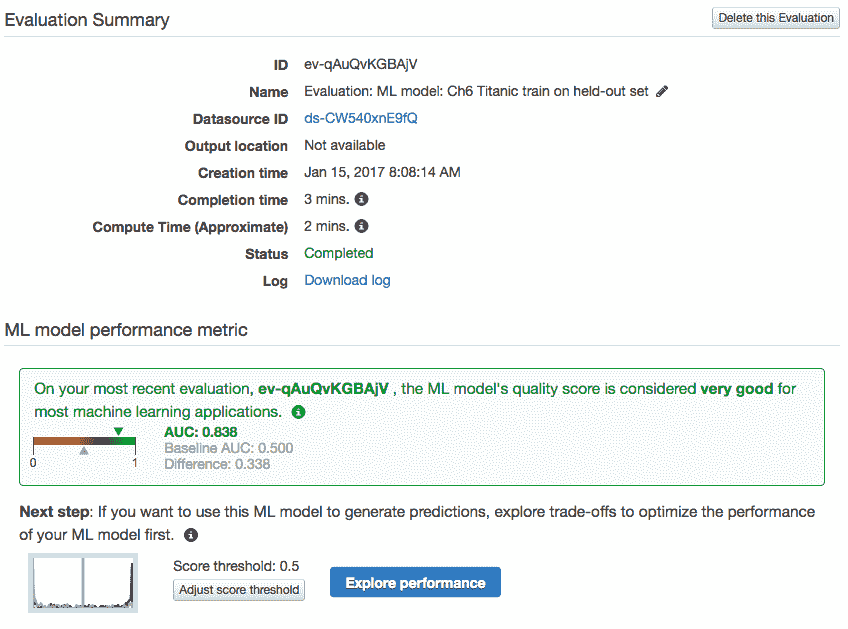 Evaluation Summary
Delete this Evaluation
ID ev-qAuQvKGBAjV
Name Evaluation: ML model: Ch6 Titanic train on held-out set
Datasource ID ds-CW540xnE9fQ
Output location Not available
Creation time Jan 15, 2017 8:08:14 AM
Completion time 3 mins.
Compute Time (Approximate) 2 mins.
Status Completed
Log Download log
ML model performance metric
On your most recent evaluation, ev-qAuQvKGBAjV , the ML model's quality score is considered very good for
most machine learning applications.
AUC: 0.838
Baseline AUC: 0.500
Difference: 0.338
0 1
Next step: If you want to use this ML model to generate predictions, explore trade-offs to optimize the performance
of your ML model first.
Score threshold: 0.5
Adjust score threshold
Explore performance